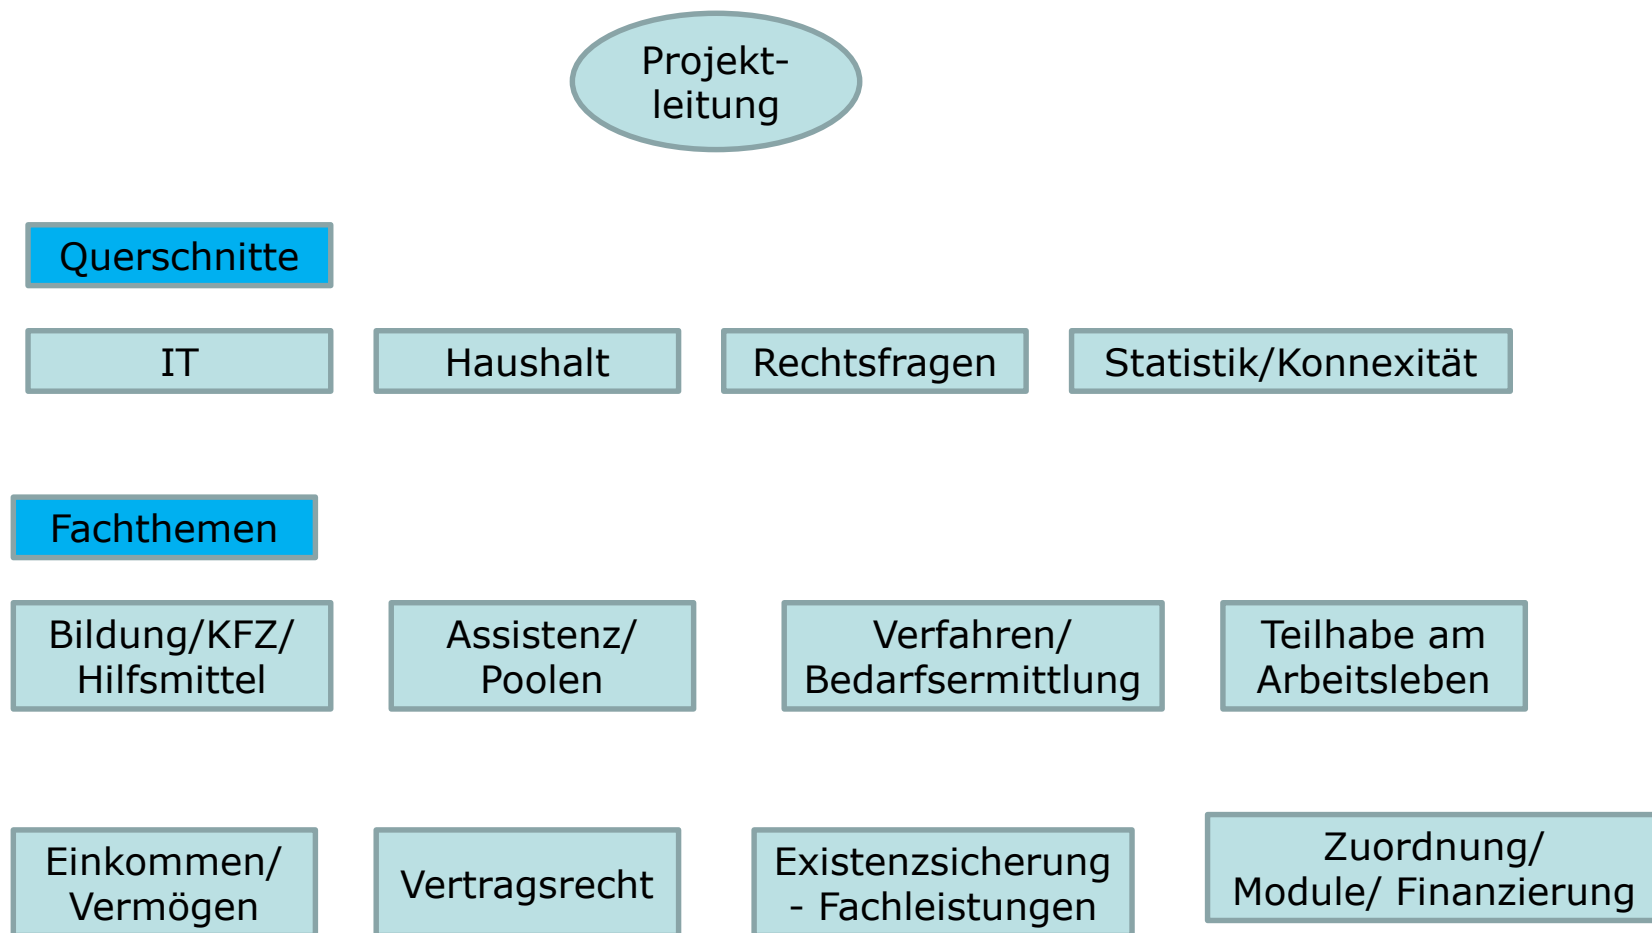 Projekt-
leitung
Querschnitte
IT
Haushalt
Rechtsfragen
Statistik/Konnexität
Fachthemen
Bildung/KFZ/
Hilfsmittel
Assistenz/
Poolen
Verfahren/
Bedarfsermittlung
Teilhabe am
Arbeitsleben
Einkommen/
Vermögen
Vertragsrecht
Existenzsicherung
- Fachleistungen
Zuordnung/
Module/ Finanzierung